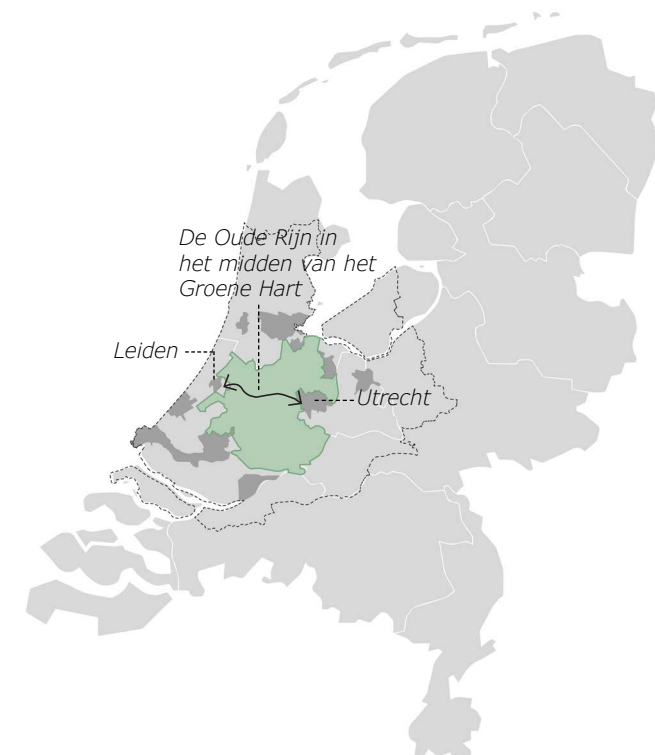 De Oude Rijn in
het midden van het
Groene Hart
Leiden
Utrecht